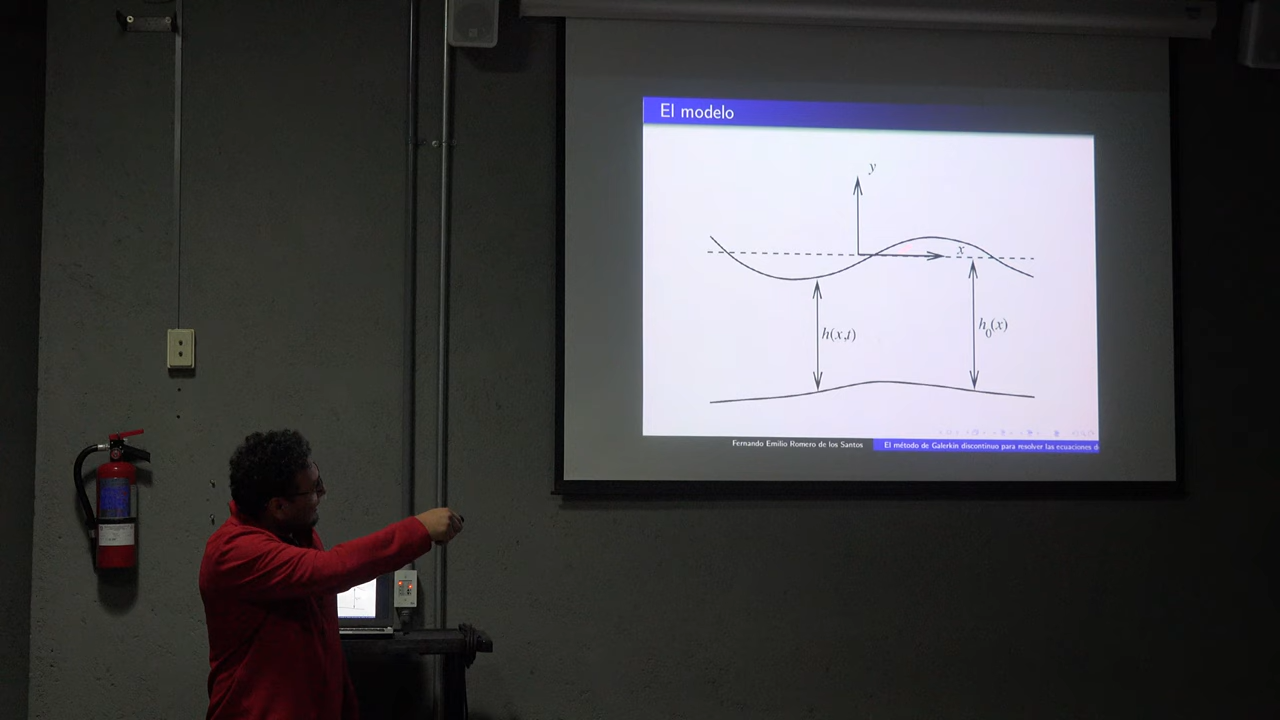 El modelo
y
x
h(x,t)
h0(x)
Fernando Emilio Romero de los Santos
El método de Galerkin discontinuo para resolver las ecuaciones d